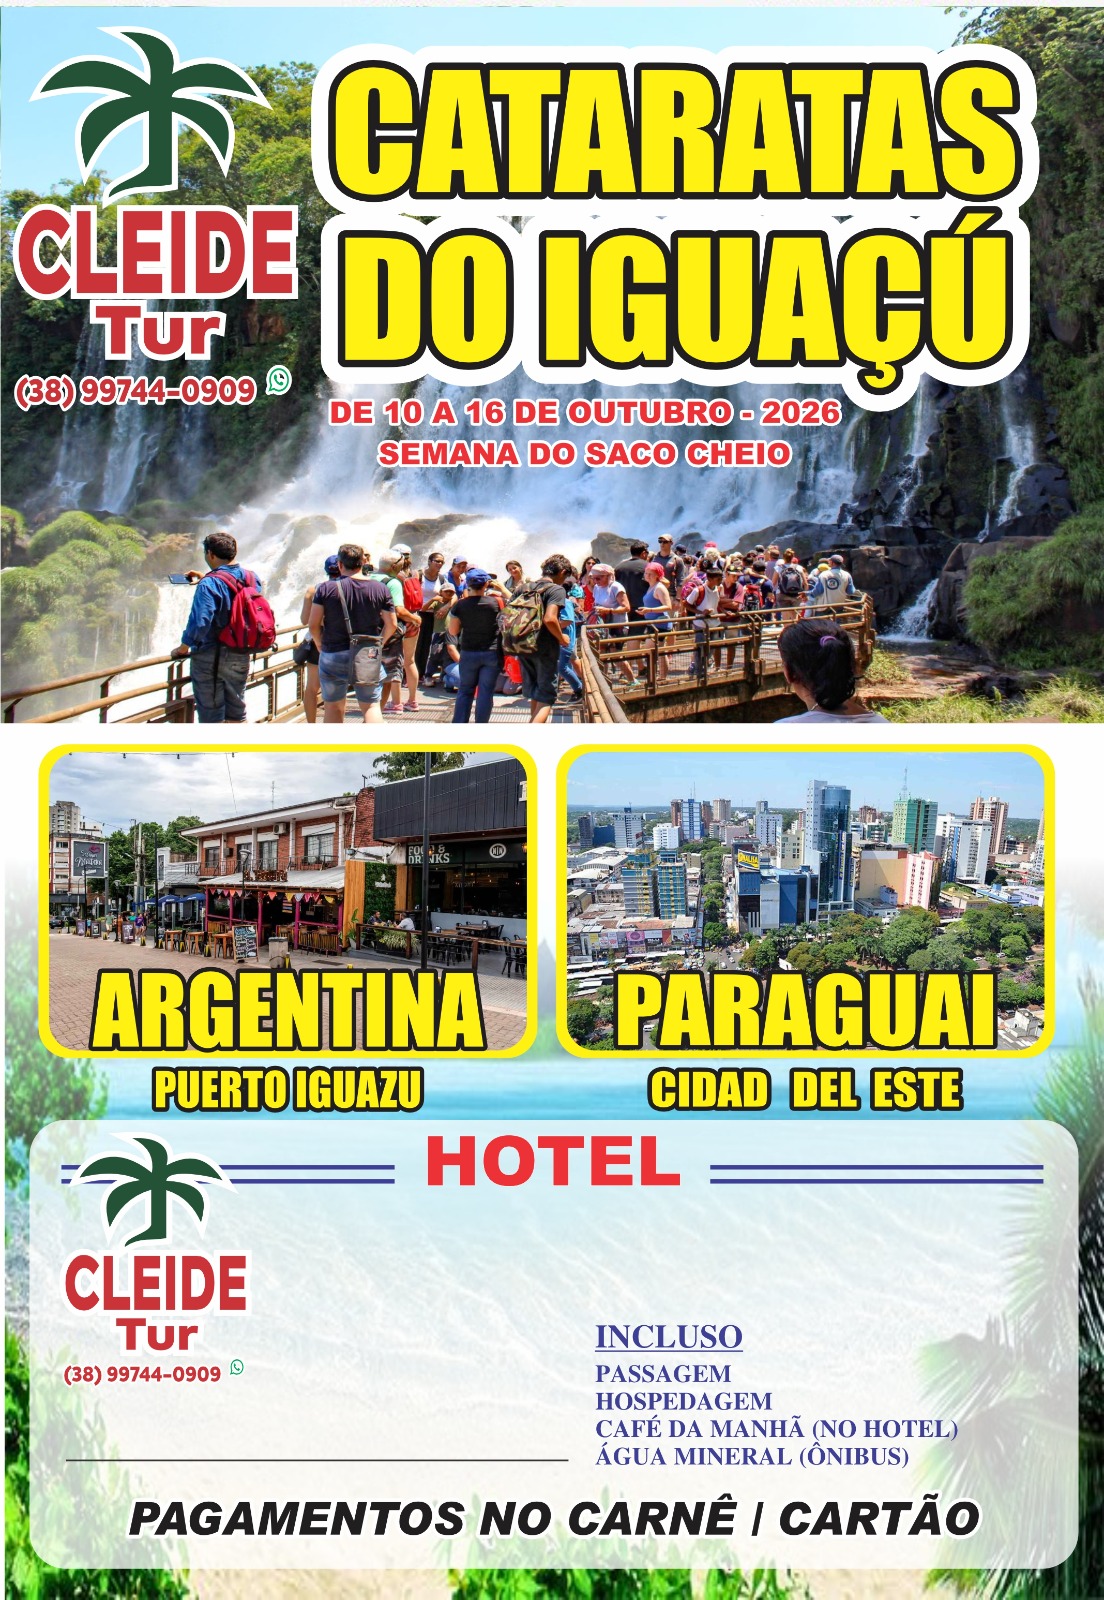 CATARATAS
DO IGUAÇÚ
CLEIDE
Tur
(38) 99744-0909
DE 10 A 16 DE OUTUBRO - 2026
SEMANA DO SACO CHEIO
FOOD &
DRINKS
ARGENTINA
PARAGUAI
PUERTO IGUAZU
CIDAD DEL ESTE
HOTEL
CLEIDE
Tur
(38) 99744-0909
INCLUSO
PASSAGEM
HOSPEDAGEM
CAFÉ DA MANHÃ (NO HOTEL)
ÁGUA MINERAL (ÔNIBUS)
PAGAMENTOS NO CARNÊ / CARTÃO